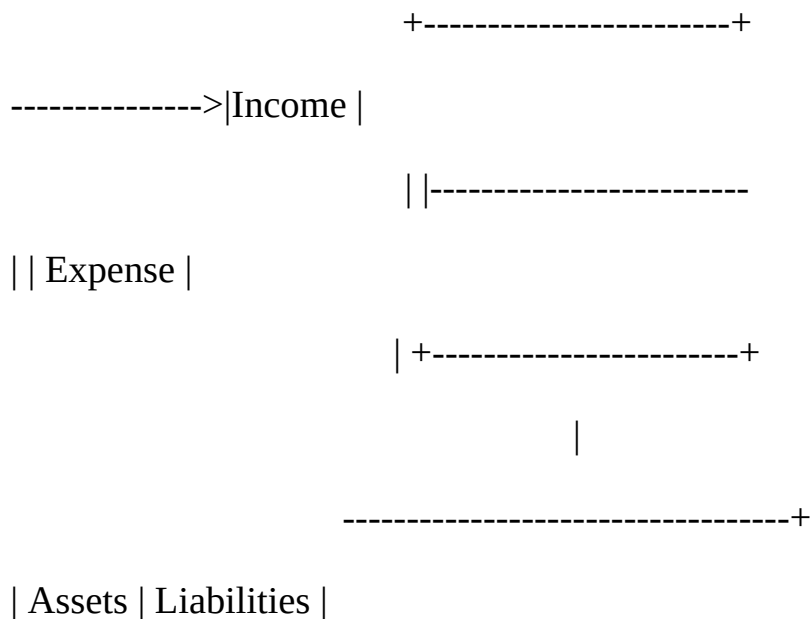 +------------------------+
--------------->|Income |
| |-------------------------
| | Expense |
| +------------------------+
|
-----------------------------------+
| Assets | Liabilities |